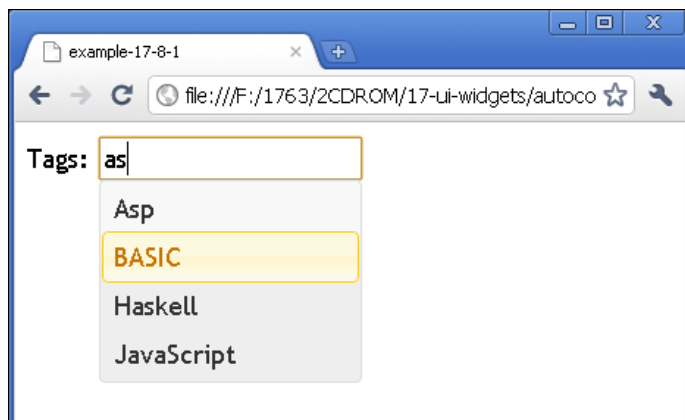 example-17-8-1
file:///F:/1763/2CDROM/17-ui-widgets/autoco
Tags: as
Asp
BASIC
Haskell
JavaScript